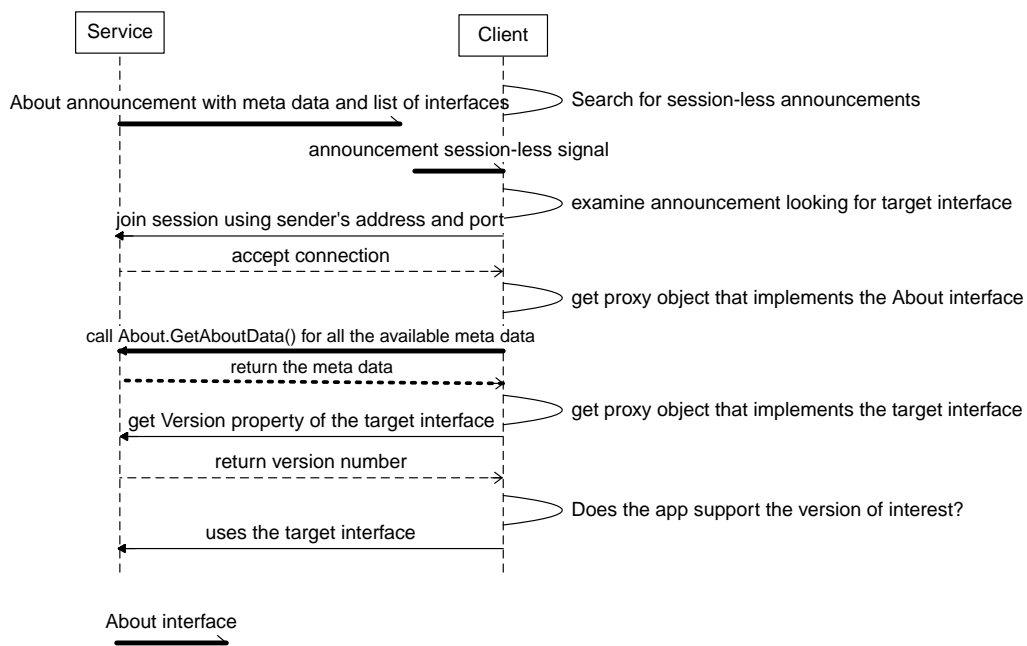 Service
Client
Search for session-less announcements
About announcement with meta data and list of interfaces
announcement session-less signal
examine announcement looking for target interface
join session using sender's address and port
accept connection
get proxy object that implements the About interface
call About.GetAboutData() for all the available meta data
return the meta data
get proxy object that implements the target interface
get Version property of the target interface
return version number
Does the app support the version of interest?
uses the target interface
About interface